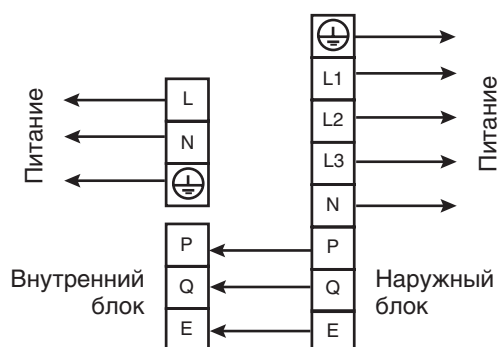 Питание
L
N
P
Q
E
Внутренний
блок
L1
L2
L3
N
P
Q
E
Питание
Наружный
блок